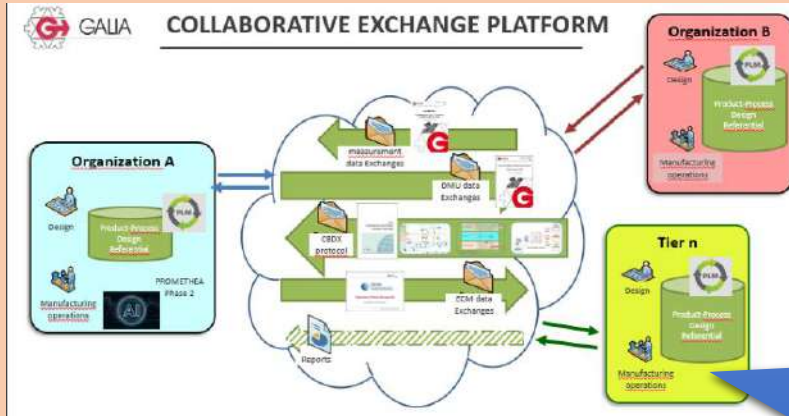 GALIA
COLLABORATIVE EXCHANGE PLATFORM
Organization A
Design
PLM
Product-Process
Design
Referential
Manufacturing
operations
PROMETHEA
Phase 2
AI
measurement
data Exchanges
G
DMU data
Exchanges
G
CBDX
protocol
ECM data
Exchanges
Reports
Organization B
Design
PLM
Product-Process
Design
Referential
Manufacturing
operations
Tier n
Design
PLM
Product-Process
Design
Referential
Manufacturing
operations